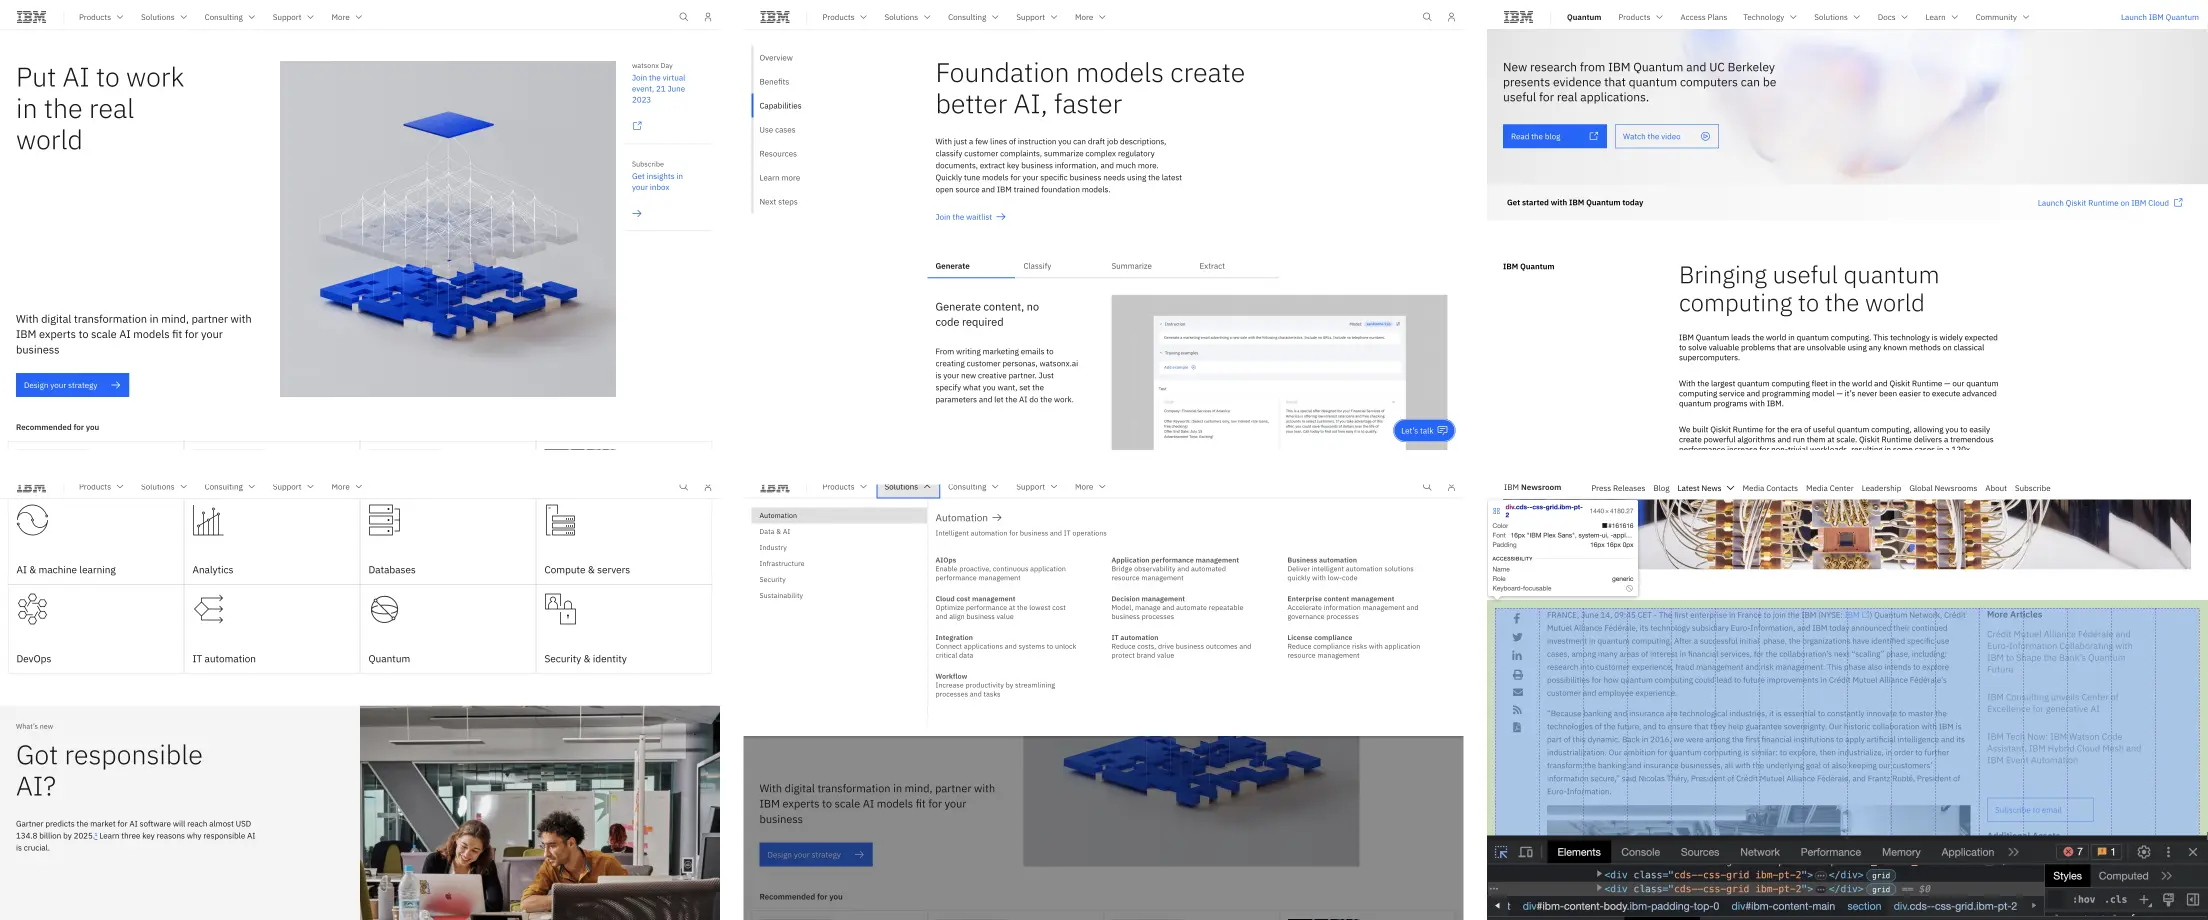 IBM
Products
Solutions
Consulting
Support
More
Put AI to work
in the real
world
watsonx Day
Join the virtual
event, 21 June
2023
Subscribe
Get insights in
your inbox
With digital transformation in mind, partner with
IBM experts to scale AI models fit for your
business
Design your strategy
Recommended for you
IBM
Products
Solutions
Consulting
Support
More
Overview
Benefits
Capabilities
Use cases
Resources
Learn more
Next steps
Foundation models create
better AI, faster
With just a few lines of instruction you can draft job descriptions,
classify customer complaints, summarize complex regulatory
documents, extract key business information, and much more.
Quickly tune models for your specific business needs using the latest
open source and IBM trained foundation models.
Join the waitlist
Generate
Classify
Summarize
Extract
Generate content, no
code required
From writing marketing emails to
creating customer personas, watsonx.ai
is your new creative partner. Just
specify what you want, set the
parameters and let the AI do the work.
Instruction
Model:
Training examples
Add example
Test
Let's talk
IBM
Quantum
Products
Access Plans
Technology
Solutions
Docs
Learn
Community
Launch IBM Quantum
New research from IBM Quantum and UC Berkeley
presents evidence that quantum computers can be
useful for real applications.
Read the blog
Watch the video
Get started with IBM Quantum today
Launch Qiskit Runtime on IBM Cloud
IBM Quantum
Bringing useful quantum
computing to the world
IBM Quantum leads the world in quantum computing. This technology is widely expected
to solve valuable problems that are unsolvable using any known methods on classical
supercomputers.
With the largest quantum computing fleet in the world and Qiskit Runtime — our quantum
computing service and programming model — it's never been easier to execute advanced
quantum programs with IBM.
We built Qiskit Runtime for the era of useful quantum computing, allowing you to easily
create powerful algorithms and run them at scale. Qiskit Runtime delivers a tremendous
performance increase for non-trivial workloads, resulting in some cases in a 120x
IBM
Products
Solutions
Consulting
Support
More
AI & machine learning
Analytics
Databases
Compute & servers
DevOps
IT automation
Quantum
Security & identity
What's new
Got responsible
AI?
Gartner predicts the market for AI software will reach almost USD
134.8 billion by 2025. Learn three key reasons why responsible AI
is crucial.
IBM
Products
Solutions
Consulting
Support
More
Automation
Data & AI
Industry
Infrastructure
Security
Sustainability
Automation
Intelligent automation for business and IT operations
AIOps
Enable proactive, continuous application
performance management
Application performance management
Bridge observability and automated
resource management
Business automation
Deliver intelligent automation solutions
quickly with low-code
Cloud cost management
Optimize performance at the lowest cost
and align business value
Decision management
Model, manage and automate repeatable
business processes
Enterprise content management
Accelerate information management and
governance processes
Integration
Connect applications and systems to unlock
critical data
IT automation
Reduce costs, drive business outcomes and
protect brand value
License compliance
Reduce compliance risks with application
resource management
Workflow
Increase productivity by streamlining
processes and tasks
With digital transformation in mind, partner with
IBM experts to scale AI models fit for your
business
Design your strategy
Recommended for you
IBM Newsroom
Press Releases
Blog
Latest News
Media Contacts
Media Center
Leadership
Global Newsrooms
About
Subscribe
div.cds--css-grid.ibm-pt-
2
1440 × 4180.27
Color
#161616
Font
16px "IBM Plex Sans", system-ui, -appl...
Padding
16px 16px 0px
ACCESSIBILITY
Name
Role
generic
Keyboard-focusable
FRANCE, June 14, 09:45 CET - The first enterprise in France to join the IBM (NYSE: IBM) Quantum Network, Crédit
Mutuel Alliance Fédérale, its technology subsidiary Euro-Information, and IBM today announced their continued
investment in quantum computing. After a successful initial phase, the organizations have identified specific use
cases, among many areas of interest in financial services, for the collaboration's next "scaling" phase, including:
research into customer experience, fraud management and risk management. This phase also intends to explore
possibilities for how quantum computing could lead to future improvements in Crédit Mutuel Alliance Fédérale's
customer and employee experience.
"Because banking and insurance are technological industries, it is essential to constantly innovate to master the
technologies of the future, and to ensure that they help guarantee sovereignty. Our historic collaboration with IBM is
part of this dynamic. Back in 2016, we were among the first financial institutions to apply artificial intelligence and its
industrialization. Our ambition for quantum computing is similar: to explore, then industrialize, in order to further
transform the banking and insurance businesses, all with the underlying goal of also keeping our customers'
information secure," said Nicolas Théry, President of Crédit Mutuel Alliance Fédérale, and Frantz Rublé, President of
Euro-Information.
More Articles
Crédit Mutuel Alliance Fédérale and
Euro-Information Collaborating with
IBM to Shape the Bank's Quantum
Future
IBM Consulting unveils Center of
Excellence for generative AI
IBM Tech Now: IBM Watson Code
Assistant, IBM Hybrid Cloud Mesh and
IBM Event Automation
Subscribe to email
Additional Assets
Elements
Console
Sources
Network
Performance
Memory
Application
7
1
<div class="cds--css-grid ibm-pt-2"> </div> grid
<div class="cds--css-grid ibm-pt-2"> </div> grid == $0
Styles
Computed
:hov .cls
t div#ibm-content-body.ibm-padding-top-0 div#ibm-content-main section div.cds--css-grid.ibm-pt-2